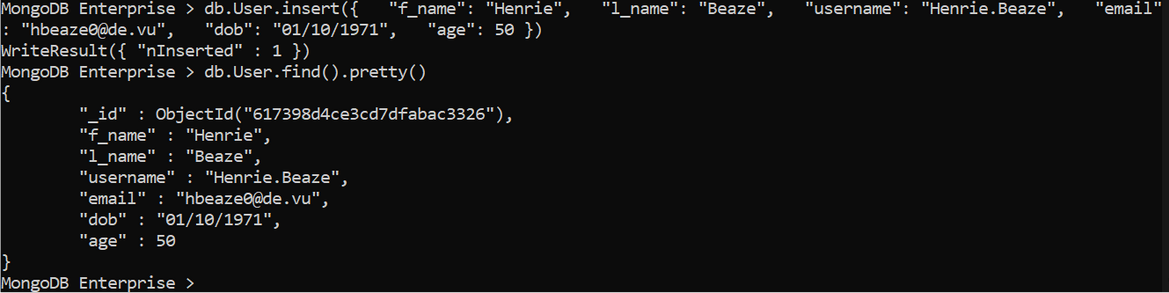 MongoDB Enterprise > db.User.insert({   "f_name": "Henrie",   "l_name": "Beaze",   "username": "Henrie.Beaze",   "email"
: "hbeaze0@de.vu",   "dob": "01/10/1971",   "age": 50 })
WriteResult({ "nInserted" : 1 })
MongoDB Enterprise > db.User.find().pretty()
{
        "_id" : ObjectId("617398d4ce3cd7dfabac3326"),
        "f_name" : "Henrie",
        "l_name" : "Beaze",
        "username" : "Henrie.Beaze",
        "email" : "hbeaze0@de.vu",
        "dob" : "01/10/1971",
        "age" : 50
}
MongoDB Enterprise >